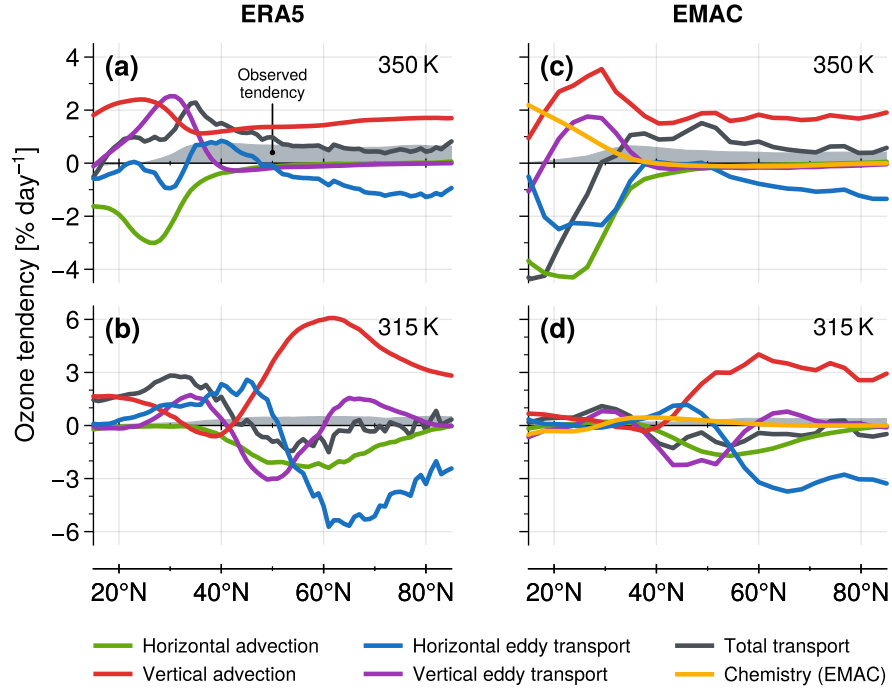 ERA5
EMAC
Ozone tendency [% day⁻¹]
(a)
350 K
Observed
tendency
4
2
0
−2
−4
(c)
350 K
(b)
315 K
6
3
0
−3
−6
(d)
315 K
20°N
40°N
60°N
80°N
20°N
40°N
60°N
80°N
Horizontal advection
Horizontal eddy transport
Total transport
Vertical advection
Vertical eddy transport
Chemistry (EMAC)